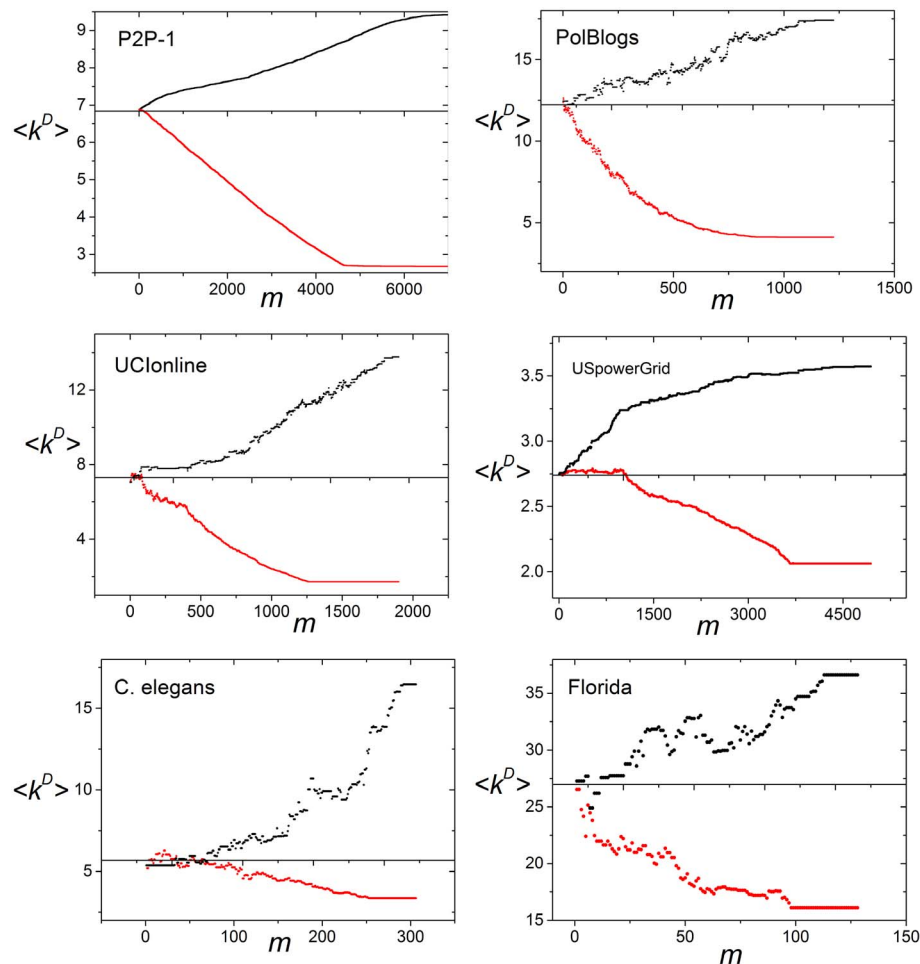 P2P-1
9
8
7
6
5
4
3
<k^D>
0 2000 4000 6000
m
PolBlogs
15
10
5
<k^D>
0 500 1000 1500
m
UCIonline
12
8
4
<k^D>
0 500 1000 1500 2000
m
USpowerGrid
3.5
3.0
2.5
2.0
<k^D>
0 1500 3000 4500
m
C. elegans
15
10
5
<k^D>
0 100 200 300
m
Florida
35
30
25
20
15
<k^D>
0 50 100 150
m